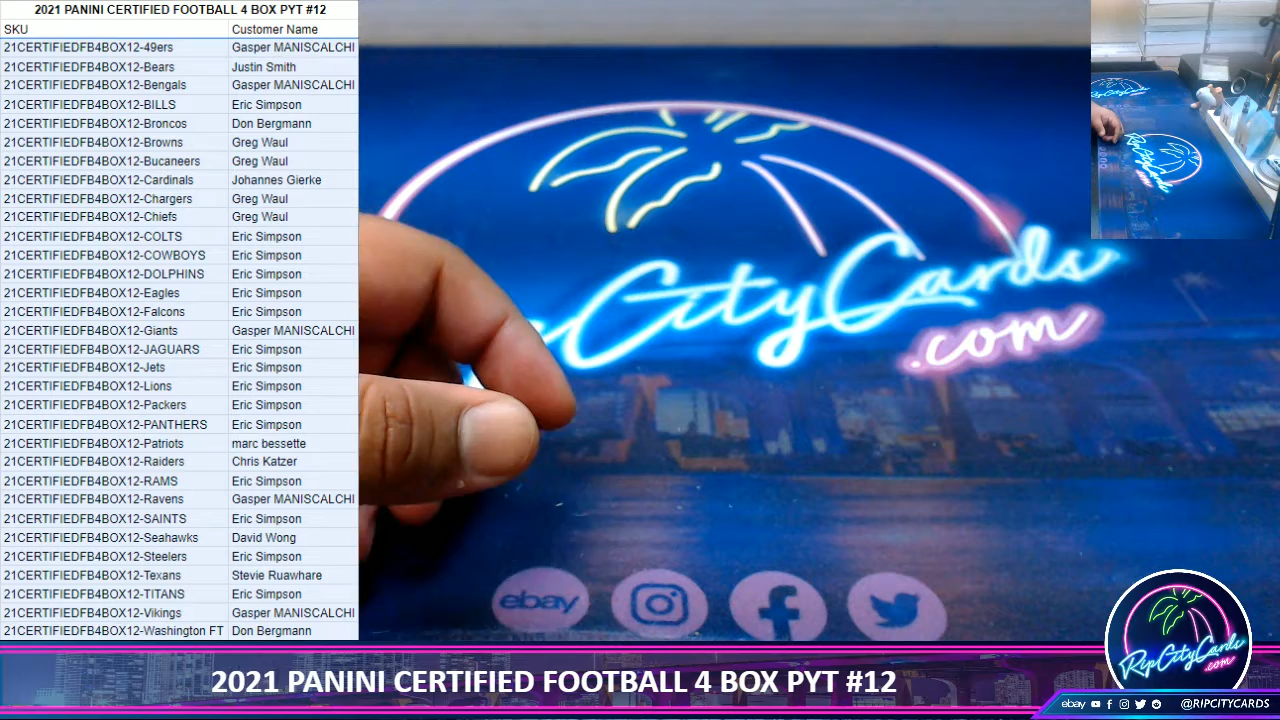 2021 PANINI CERTIFIED FOOTBALL 4 BOX PYT #12
SKU Customer Name
21CERTIFIEDFB4BOX12-49ers Gasper MANISCALCHI
21CERTIFIEDFB4BOX12-Bears Justin Smith
21CERTIFIEDFB4BOX12-Bengals Gasper MANISCALCHI
21CERTIFIEDFB4BOX12-BILLS Eric Simpson
21CERTIFIEDFB4BOX12-Broncos Don Bergmann
21CERTIFIEDFB4BOX12-Browns Greg Waul
21CERTIFIEDFB4BOX12-Bucaneers Greg Waul
21CERTIFIEDFB4BOX12-Cardinals Johannes Gierke
21CERTIFIEDFB4BOX12-Chargers Greg Waul
21CERTIFIEDFB4BOX12-Chiefs Greg Waul
21CERTIFIEDFB4BOX12-COLTS Eric Simpson
21CERTIFIEDFB4BOX12-COWBOYS Eric Simpson
21CERTIFIEDFB4BOX12-DOLPHINS Eric Simpson
21CERTIFIEDFB4BOX12-Eagles Eric Simpson
21CERTIFIEDFB4BOX12-Falcons Eric Simpson
21CERTIFIEDFB4BOX12-Giants Gasper MANISCALCHI
21CERTIFIEDFB4BOX12-JAGUARS Eric Simpson
21CERTIFIEDFB4BOX12-Jets Eric Simpson
21CERTIFIEDFB4BOX12-Lions Eric Simpson
21CERTIFIEDFB4BOX12-Packers Eric Simpson
21CERTIFIEDFB4BOX12-PANTHERS Eric Simpson
21CERTIFIEDFB4BOX12-Patriots marc bessette
21CERTIFIEDFB4BOX12-Raiders Chris Katzer
21CERTIFIEDFB4BOX12-RAMS Eric Simpson
21CERTIFIEDFB4BOX12-Ravens Gasper MANISCALCHI
21CERTIFIEDFB4BOX12-SAINTS Eric Simpson
21CERTIFIEDFB4BOX12-Seahawks David Wong
21CERTIFIEDFB4BOX12-Steelers Eric Simpson
21CERTIFIEDFB4BOX12-Texans Stevie Ruawhare
21CERTIFIEDFB4BOX12-TITANS Eric Simpson
21CERTIFIEDFB4BOX12-Vikings Gasper MANISCALCHI
21CERTIFIEDFB4BOX12-Washington FT Don Bergmann
CityCards
.com
ebay
RipCityCards
.com
RipCityCards
.com
2021 PANINI CERTIFIED FOOTBALL 4 BOX PYT #12
ebay @RIPCITYCARDS